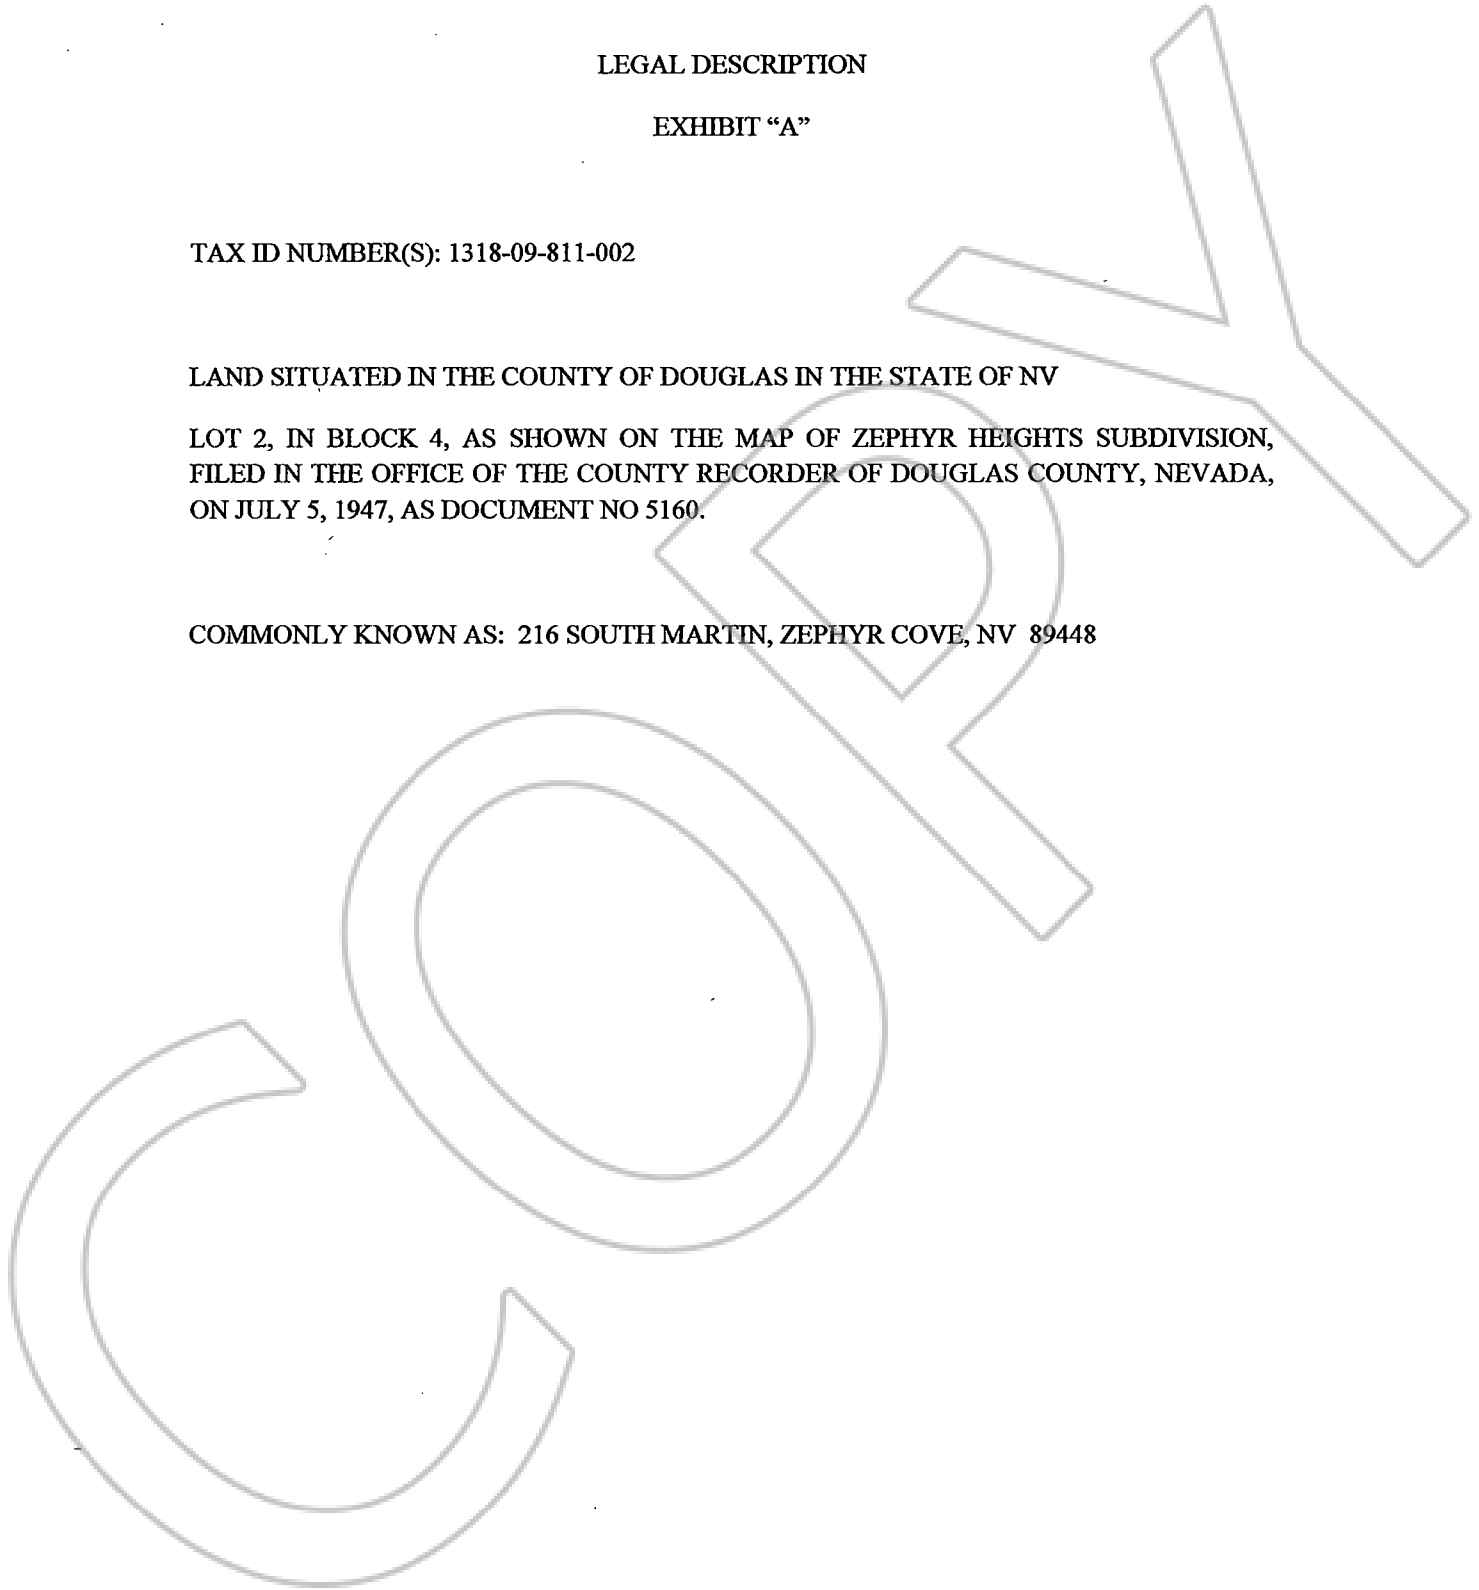 LEGAL DESCRIPTION
EXHIBIT “A”
TAX ID NUMBER(S): 1318-09-811-002
LAND SITUATED IN THE COUNTY OF DOUGLAS IN THE STATE OF NV
LOT 2, IN BLOCK 4, AS SHOWN ON THE MAP OF ZEPHYR HEIGHTS SUBDIVISION,
FILED IN THE OFFICE OF THE COUNTY RECORDER OF DOUGLAS COUNTY, NEVADA,
ON JULY 5, 1947, AS DOCUMENT NO 5160.
COMMONLY KNOWN AS:  216 SOUTH MARTIN, ZEPHYR COVE, NV  89448
COPY